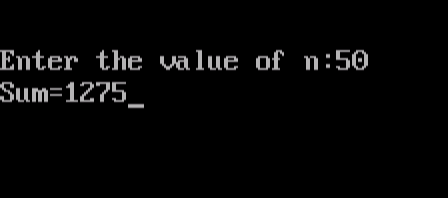 Enter the value of n:50
Sum=1275_